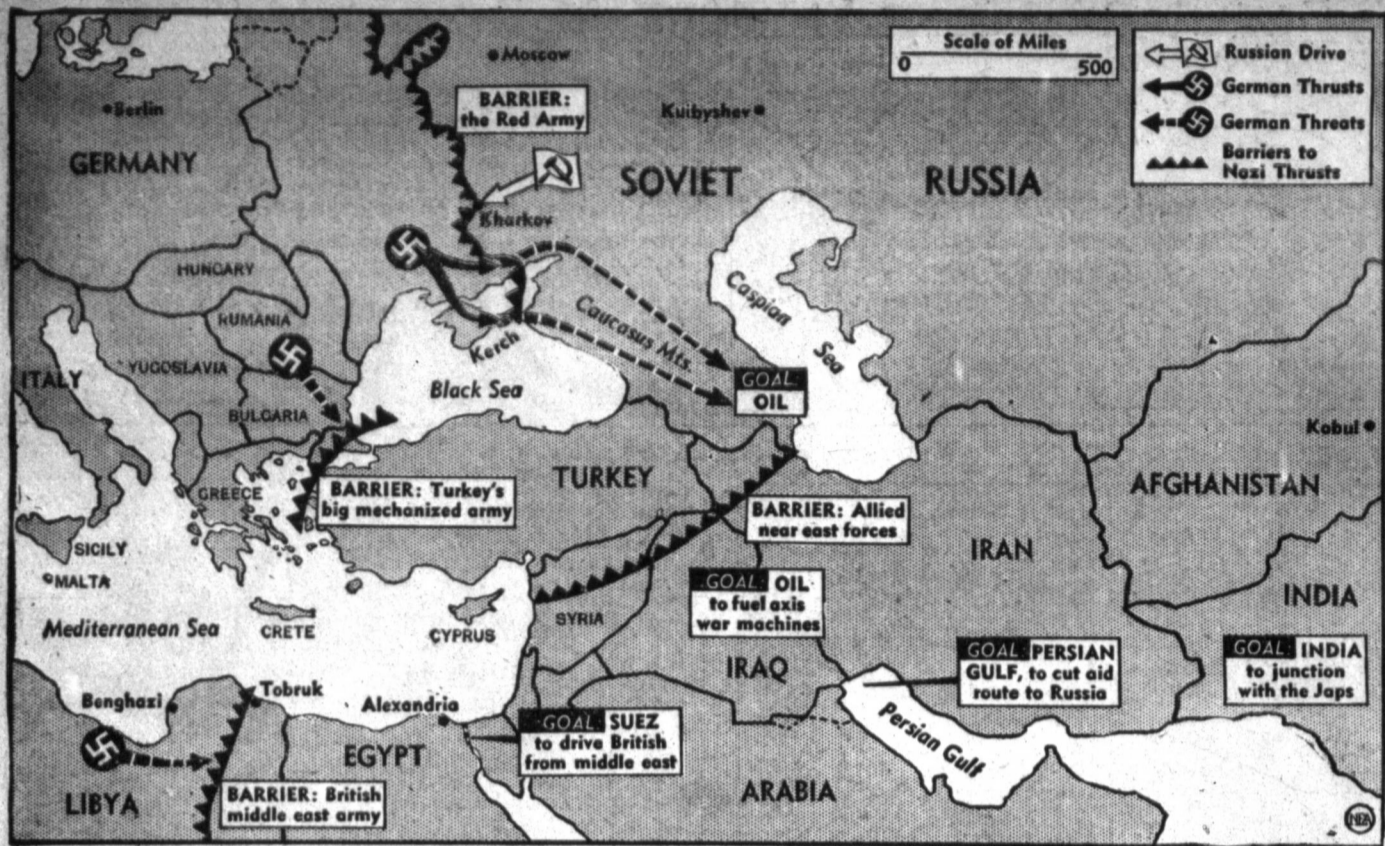 Moscow
Berlin
GERMANY
BARRIER:
the Red Army
Kuibyshev
Scale of Miles
0 500
Russian Drive
German Thrusts
German Threats
Barriers to
Nazi Thrusts
SOVIET RUSSIA
Kharkov
HUNGARY
RUMANIA
YUGOSLAVIA
ITALY
BULGARIA
Kerch
Black Sea
Caucasus Mts.
Caspian
Sea
GOAL:
OIL
Kobul
AFGHANISTAN
TURKEY
GREECE
BARRIER: Turkey's
big mechanized army
BARRIER: Allied
near east forces
IRAN
SICILY
MALTA
Mediterranean Sea
CRETE
CYPRUS
SYRIA
GOAL: OIL
to fuel axis
war machines
IRAQ
INDIA
GOAL: PERSIAN
GULF, to cut aid
route to Russia
GOAL: INDIA
to junction
with the Japs
Benghazi
Tobruk
Alexandria
GOAL: SUEZ
to drive British
from middle east
Persian Gulf
EGYPT
LIBYA
BARRIER: British
middle east army
ARABIA
NEA